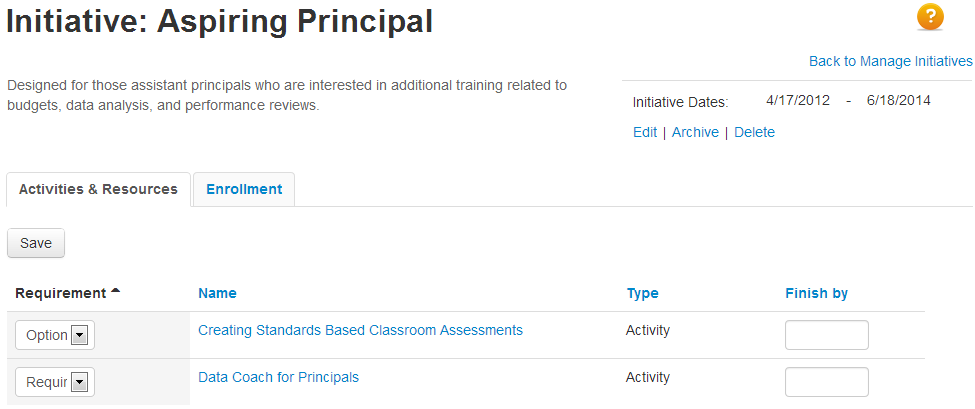 Initiative: Aspiring Principal
?
Back to Manage Initiatives
Designed for those assistant principals who are interested in additional training related to
budgets, data analysis, and performance reviews.
Initiative Dates: 4/17/2012 - 6/18/2014
Edit | Archive | Delete
Activities & Resources Enrollment
Save
Requirement Name Type Finish by
Option Creating Standards Based Classroom Assessments Activity
Requir Data Coach for Principals Activity